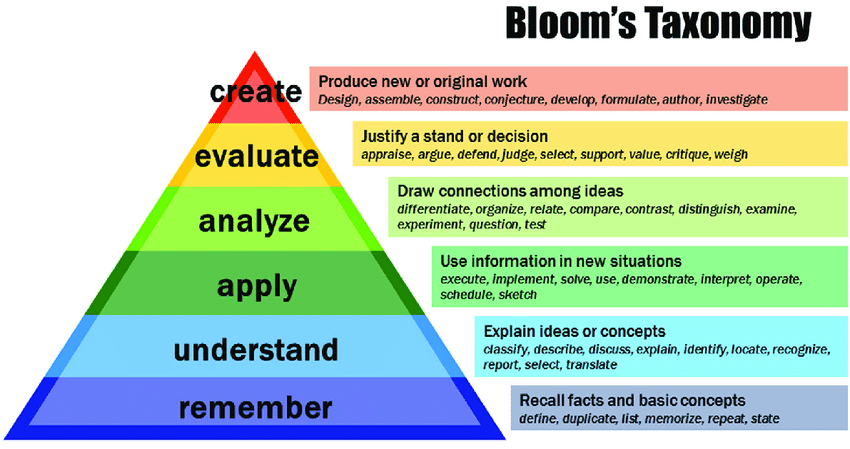 Bloom's Taxonomy
create
Produce new or original work
Design, assemble, construct, conjecture, develop, formulate, author, investigate
evaluate
Justify a stand or decision
appraise, argue, defend, judge, select, support, value, critique, weigh
analyze
Draw connections among ideas
differentiate, organize, relate, compare, contrast, distinguish, examine,
experiment, question, test
apply
Use information in new situations
execute, implement, solve, use, demonstrate, interpret, operate,
schedule, sketch
understand
Explain ideas or concepts
classify, describe, discuss, explain, identify, locate, recognize,
report, select, translate
remember
Recall facts and basic concepts
define, duplicate, list, memorize, repeat, state